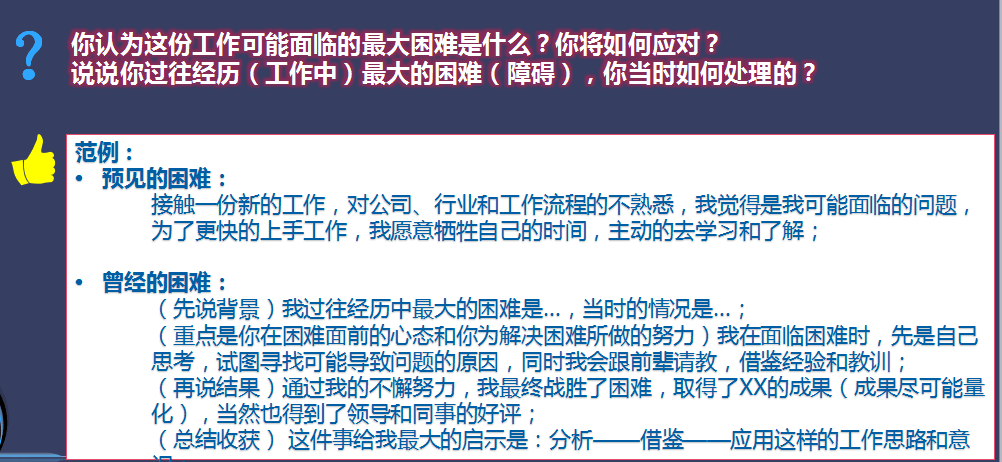 ?
你认为这份工作可能面临的最大困难是什么？你将如何应对？
说说你过往经历（工作中）最大的困难（障碍），你当时如何处理的？
范例：
• 预见的困难：
接触一份新的工作，对公司、行业和工作流程的不熟悉，我觉得是我可能面临的问题，
为了更快的上手工作，我愿意牺牲自己的时间，主动的去学习和了解；
• 曾经的困难：
（先说背景）我过往经历中最大的困难是...，当时的情况是...；
（重点是你在困难面前的心态和你为解决困难所做的努力）我在面临困难时，先是自己
思考，试图寻找可能导致问题的原因，同时我会跟前辈请教，借鉴经验和教训；
（再说结果）通过我的不懈努力，我最终战胜了困难，取得了XX的成果（成果尽可能量
化），当然也得到了领导和同事的好评；
（总结收获） 这件事给我最大的启示是：分析——借鉴——应用这样的工作思路和意